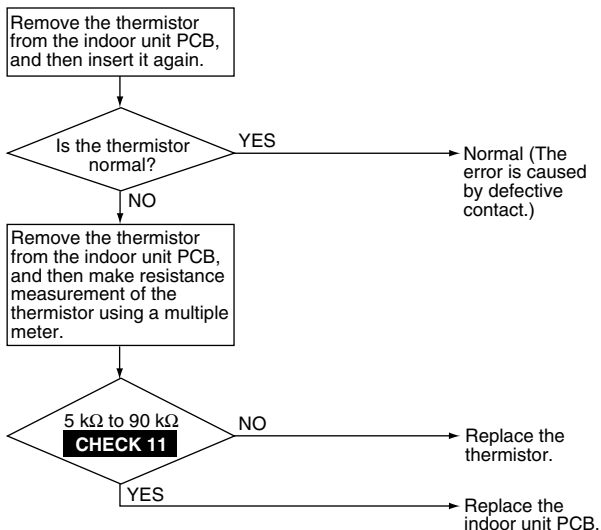 Remove the thermistor
from the indoor unit PCB,
and then insert it again.
Is the thermistor
normal?
YES
Normal (The
error is caused
by defective
contact.)
NO
Remove the thermistor
from the indoor unit PCB,
and then make resistance
measurement of the
thermistor using a multiple
meter.
5 kΩ to 90 kΩ
CHECK 11
NO
Replace the
thermistor.
YES
Replace the
indoor unit PCB.